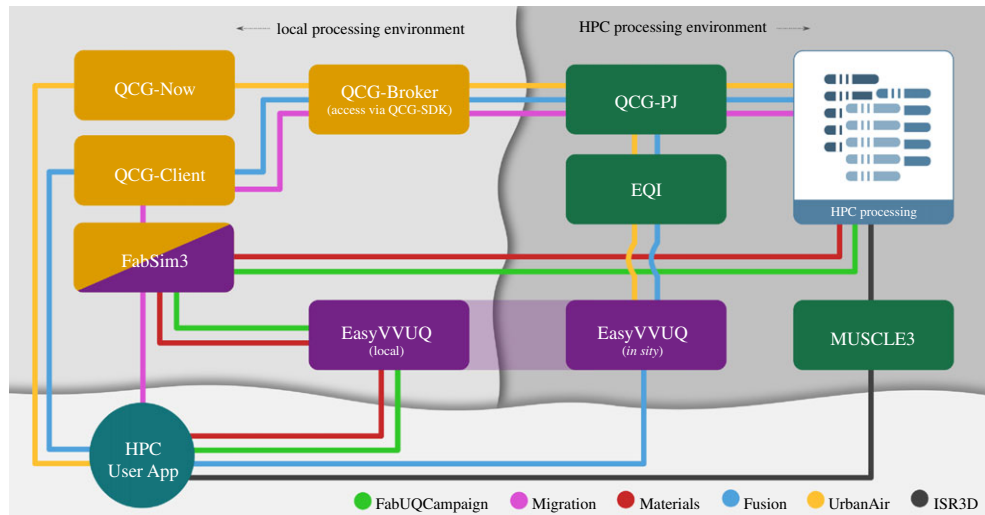 local processing environment
HPC processing environment
QCG-Now
QCG-Broker
(access via QCG-SDK)
QCG-PJ
QCG-Client
EQI
HPC processing
FabSim3
EasyVVUQ
(local)
EasyVVUQ
(in sity)
MUSCLE3
HPC
User App
FabUQCampaign
Migration
Materials
Fusion
UrbanAir
ISR3D